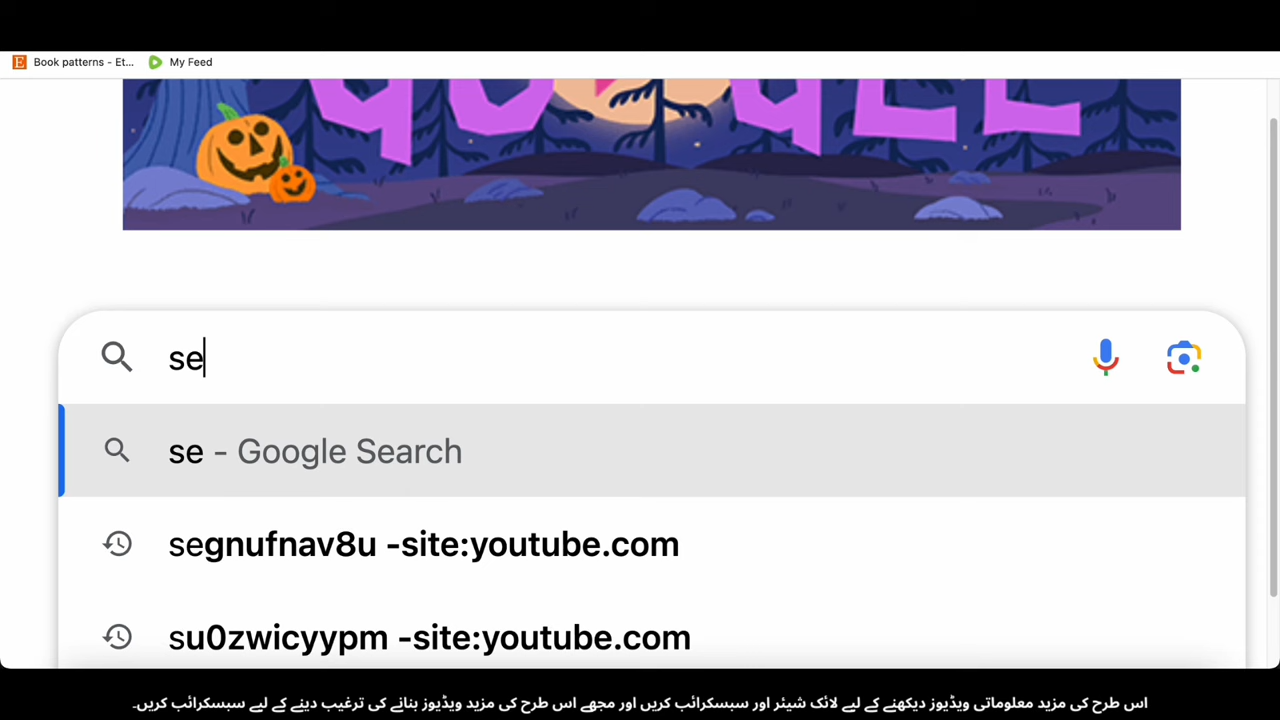 Book patterns - Et...
My Feed
GOOGLE
se
se - Google Search
segnufnav8u -site:youtube.com
su0zwicyypm -site:youtube.com
اس طرح کی مزید معلوماتی ویڈیوز دیکھنے کے لیے لائک شیئر اور سبسکرائب کریں اور مجھے اس طرح کی مزید ویڈیوز بنانے کی ترغیب دینے کے لیے سبسکرائب کریں۔